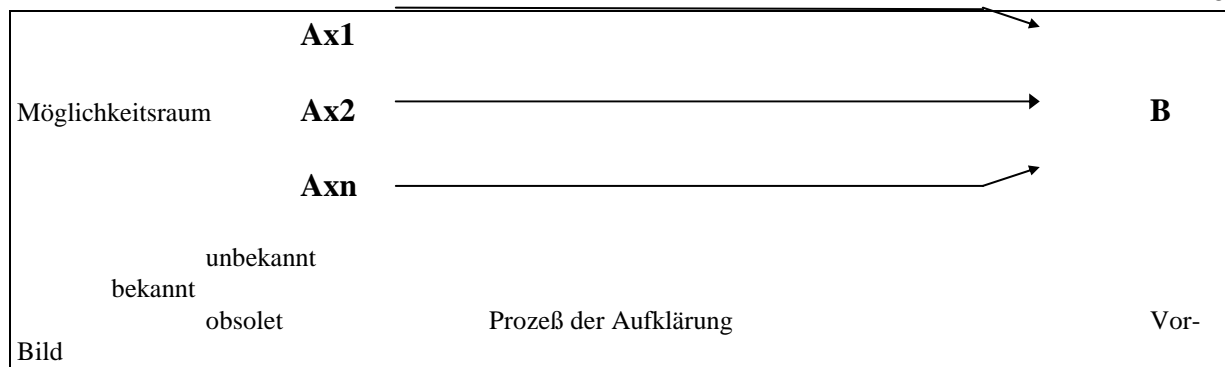 Ax1
Möglichkeitsraum Ax2 B
Axn
unbekannt
bekannt
obsolet Prozeß der Aufklärung Vor-
Bild